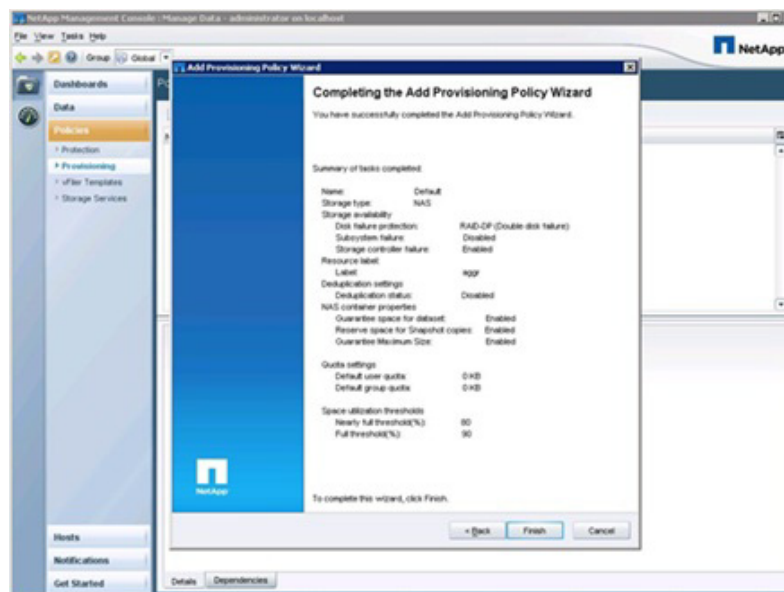 NetApp Management Console : Manage Data - administrator on localhost
File View Tasks Help
Group Global
NetApp
Dashboards
Data
Policies
Protection
Provisioning
vFiler Templates
Storage Services
Hosts
Notifications
Get Started
Add Provisioning Policy Wizard
Completing the Add Provisioning Policy Wizard
You have successfully completed the Add Provisioning Policy Wizard.
Summary of tasks completed:
Name: Default
Storage type: NAS
Storage availability
Disk failure protection: RAID-DP (Double disk failure)
Subsystem failure: Disabled
Storage controller failure: Enabled
Resource label:
Label: aggr
Deduplication settings
Deduplication status: Disabled
NAS container properties
Guarantee space for dataset: Enabled
Reserve space for Snapshot copies: Enabled
Guarantee Maximum Size: Enabled
Quota settings
Default user quota: 0 KB
Default group quota: 0 KB
Space utilization thresholds
Nearly full threshold(%): 80
Full threshold(%): 90
NetApp
To complete this wizard, click Finish.
< Back Finish Cancel
Details Dependencies